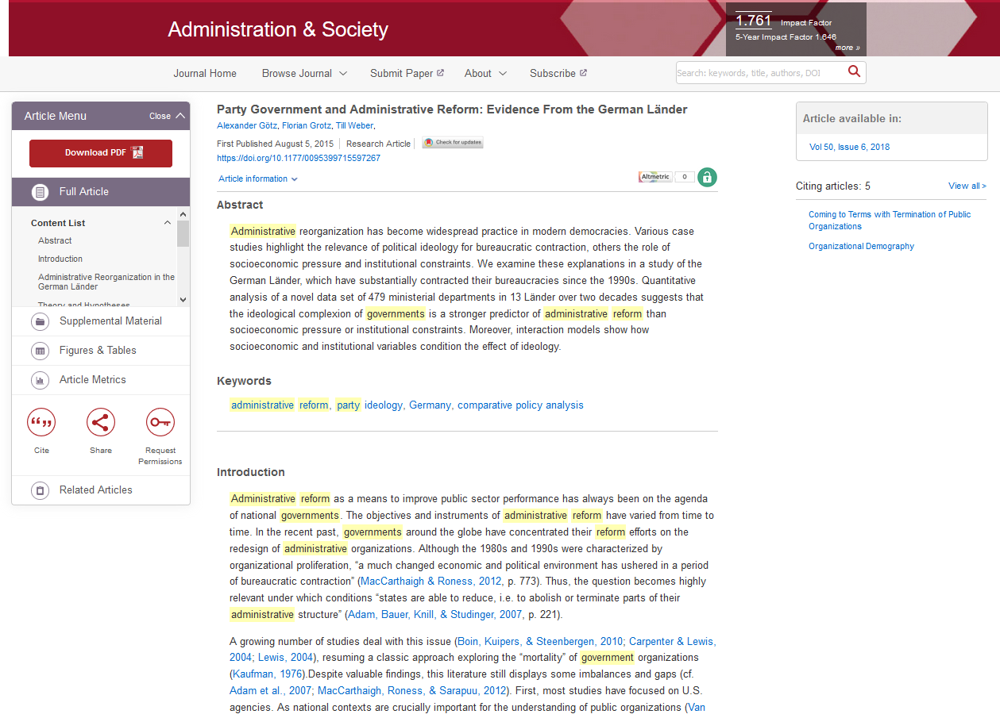 Administration & Society
1.761 Impact Factor
5-Year Impact Factor 1.646
more »
Journal Home
Browse Journal
Submit Paper
About
Subscribe
Search: keywords, title, authors, DOI
Article Menu
Close
Download PDF
Full Article
Content List
Abstract
Introduction
Administrative Reorganization in the
German Länder
Theory and Hypotheses
Supplemental Material
Figures & Tables
Article Metrics
Cite
Share
Request
Permissions
Related Articles
Party Government and Administrative Reform: Evidence From the German Länder
Alexander Götz, Florian Grotz, Till Weber,
First Published August 5, 2015
Research Article
Check for updates
https://doi.org/10.1177/0095399715597267
Article information
Altmetric
0
Abstract
Administrative reorganization has become widespread practice in modern democracies. Various case
studies highlight the relevance of political ideology for bureaucratic contraction, others the role of
socioeconomic pressure and institutional constraints. We examine these explanations in a study of the
German Länder, which have substantially contracted their bureaucracies since the 1990s. Quantitative
analysis of a novel data set of 479 ministerial departments in 13 Länder over two decades suggests that
the ideological complexion of governments is a stronger predictor of administrative reform than
socioeconomic pressure or institutional constraints. Moreover, interaction models show how
socioeconomic and institutional variables condition the effect of ideology.
Keywords
administrative reform, party ideology, Germany, comparative policy analysis
Introduction
Administrative reform as a means to improve public sector performance has always been on the agenda
of national governments. The objectives and instruments of administrative reform have varied from time to
time. In the recent past, governments around the globe have concentrated their reform efforts on the
redesign of administrative organizations. Although the 1980s and 1990s were characterized by
organizational proliferation, “a much changed economic and political environment has ushered in a period
of bureaucratic contraction” (MacCarthaigh & Roness, 2012, p. 773). Thus, the question becomes highly
relevant under which conditions “states are able to reduce, i.e. to abolish or terminate parts of their
administrative structure” (Adam, Bauer, Knill, & Studinger, 2007, p. 221).
A growing number of studies deal with this issue (Boin, Kuipers, & Steenbergen, 2010; Carpenter & Lewis,
2004; Lewis, 2004), resuming a classic approach exploring the “mortality” of government organizations
(Kaufman, 1976).Despite valuable findings, this literature still displays some imbalances and gaps (cf.
Adam et al., 2007; MacCarthaigh, Roness, & Sarapuu, 2012). First, most studies have focused on U.S.
agencies. As national contexts are crucially important for the understanding of public organizations (Van
Article available in:
Vol 50, Issue 6, 2018
Citing articles: 5
View all >
Coming to Terms with Termination of Public
Organizations
Organizational Demography